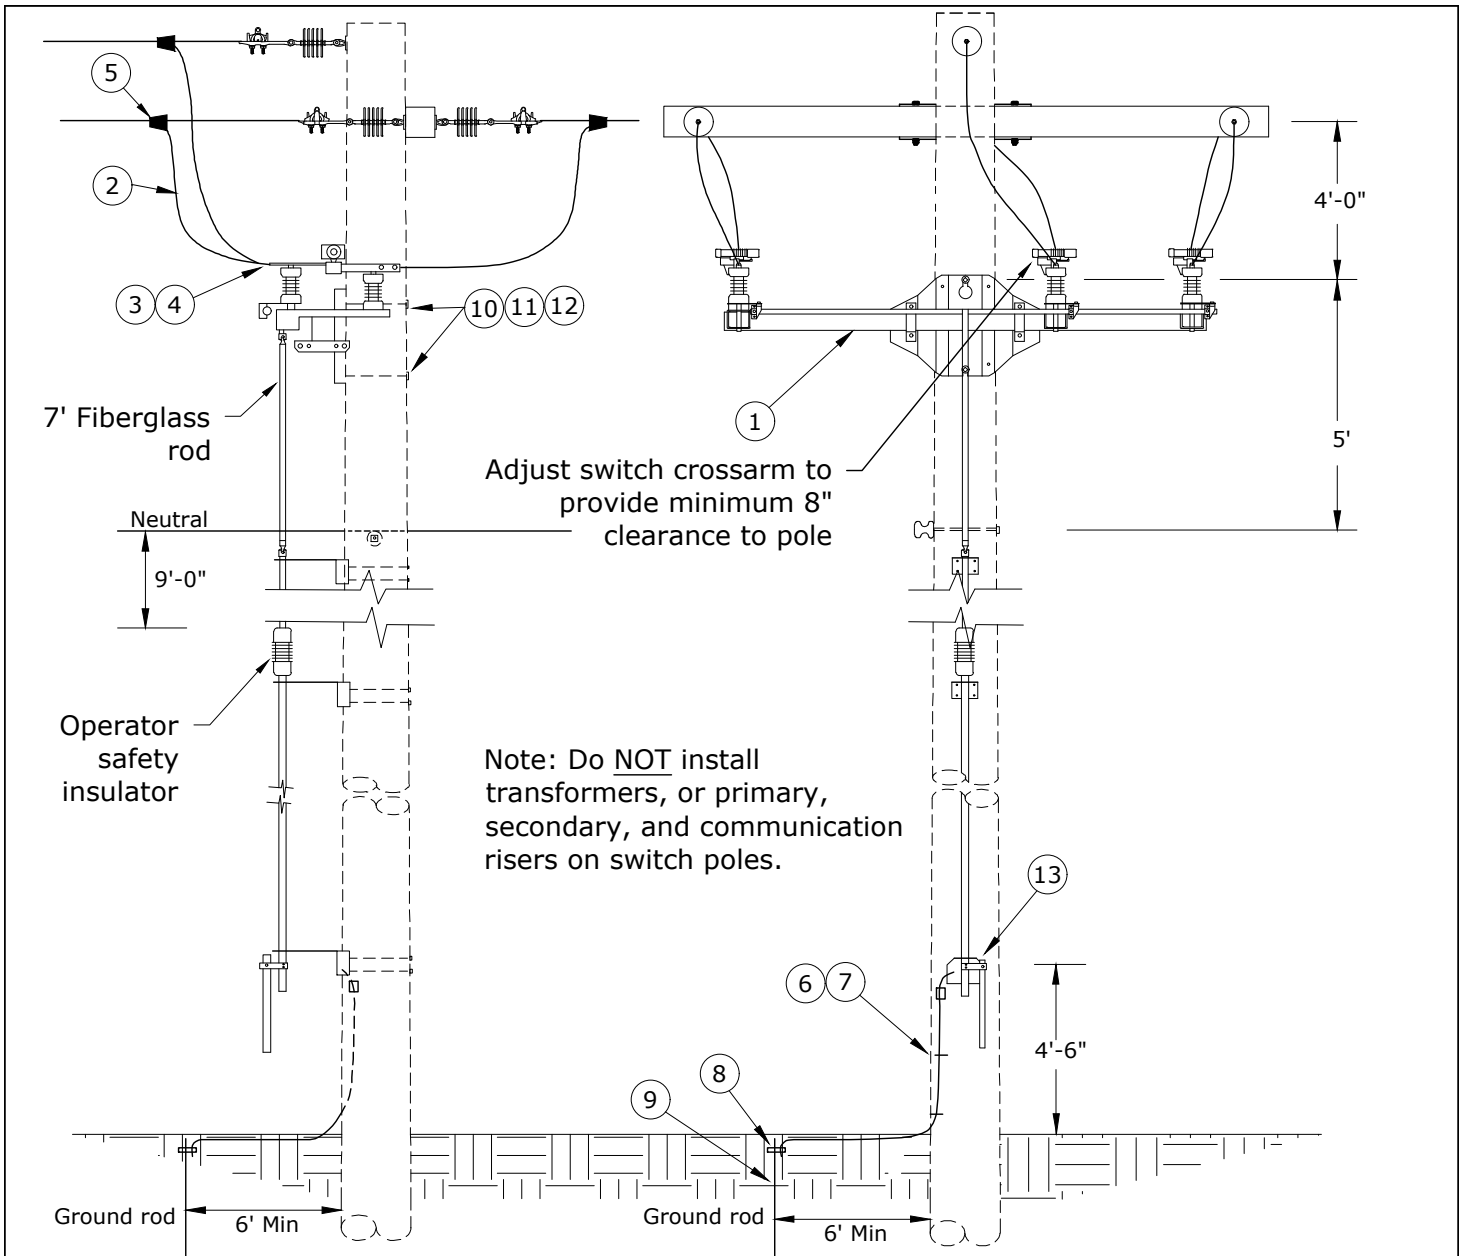 5
2
4'-0"
3 4
10 11 12
1
7' Fiberglass
rod
Adjust switch crossarm to
provide minimum 8"
clearance to pole
5'
Neutral
9'-0"
Operator
safety
insulator
Note: Do NOT install
transformers, or primary,
secondary, and communication
risers on switch poles.
13
6 7
4'-6"
8
9
Ground rod
6' Min
Ground rod
6' Min